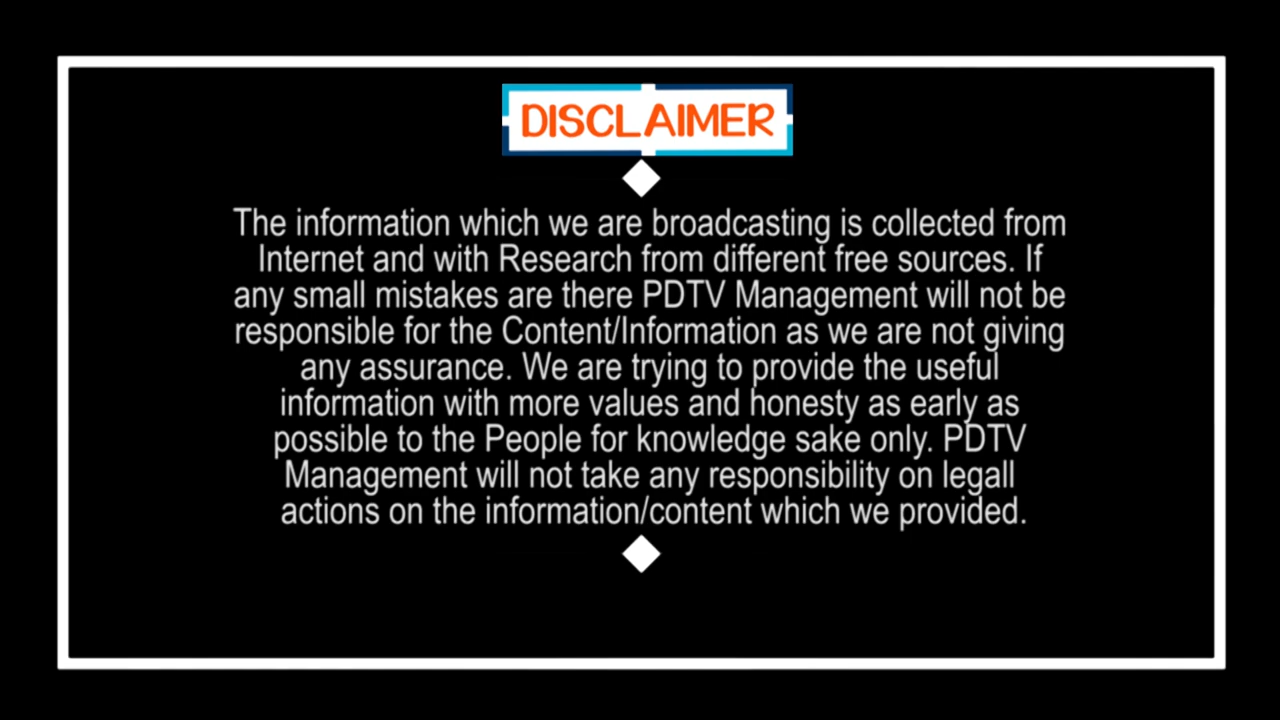 DISCLAIMER
The information which we are broadcasting is collected from
Internet and with Research from different free sources. If
any small mistakes are there PDTV Management will not be
responsible for the Content/Information as we are not giving
any assurance. We are trying to provide the useful
information with more values and honesty as early as
possible to the People for knowledge sake only. PDTV
Management will not take any responsibility on legall
actions on the information/content which we provided.